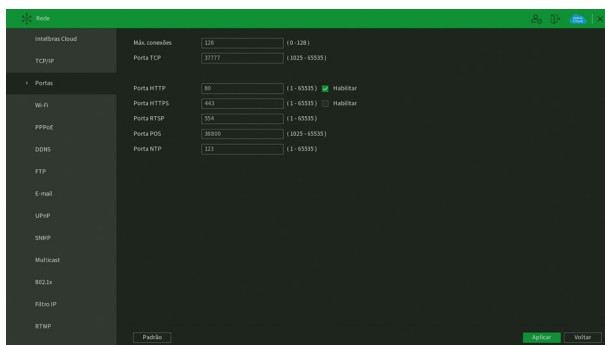 Rede
Intelbras Cloud
TCP/IP
Portas
Wi-Fi
PPPoE
DDNS
FTP
E-mail
UPnP
SNMP
Multicast
802.1x
Filtro IP
RTMP
Máx. conexões 128 (0 -128)
Porta TCP 37777 (1025 - 65535)
Porta HTTP 80 (1 - 65535) Habilitar
Porta HTTPS 443 (1 - 65535) Habilitar
Porta RTSP 554 (1 - 65535)
Porta POS 38800 (1025 - 65535)
Porta NTP 123 (1 - 65535)
Padrão Aplicar Voltar